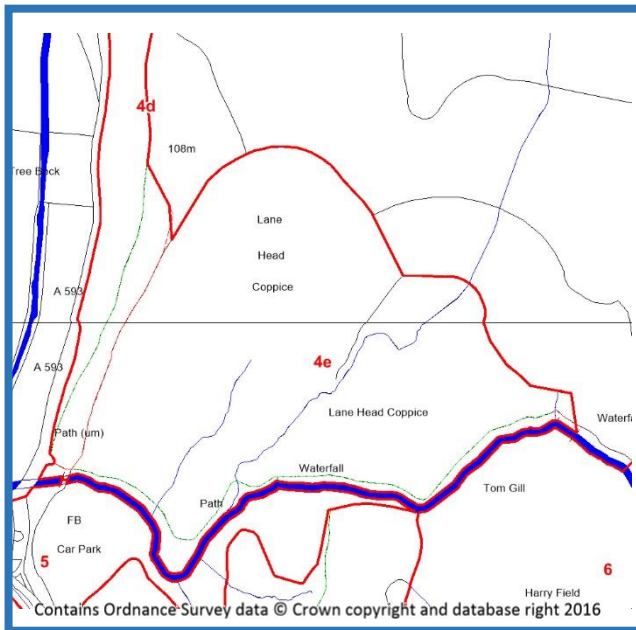 4d
108m
Tree Beck
Lane
Head
Coppice
A 593
4e
A 593
Lane Head Coppice
Waterfa
Path (um)
Waterfall
Tom Gill
Path
FB
Car Park
5
6
Harry Field
Contains Ordnance Survey data © Crown copyright and database right 2016